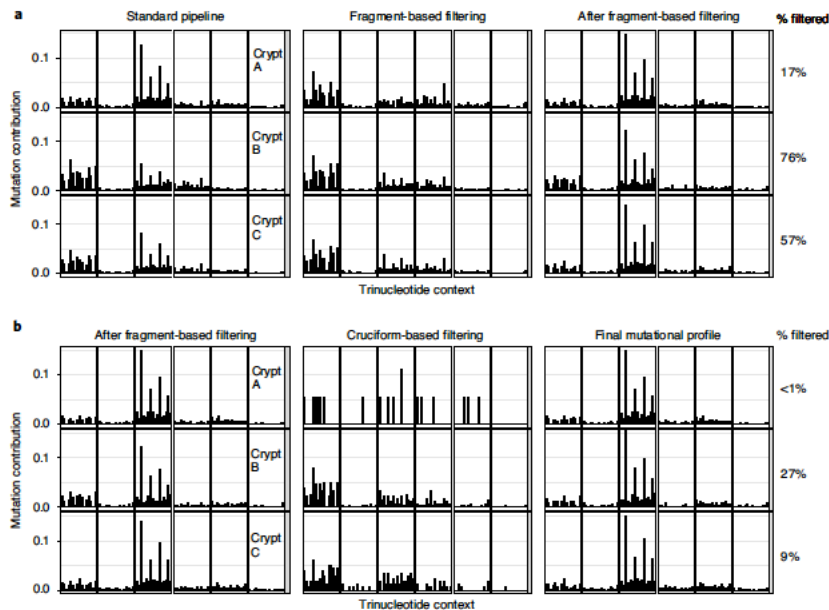 a
Standard pipeline
Fragment-based filtering
After fragment-based filtering
% filtered
Mutation contribution
0.1
0.0
Crypt
A
17%
0.1
0.0
Crypt
B
76%
0.1
0.0
Crypt
C
57%
Trinucleotide context
b
After fragment-based filtering
Cruciform-based filtering
Final mutational profile
% filtered
Mutation contribution
0.1
0.0
Crypt
A
<1%
0.1
0.0
Crypt
B
27%
0.1
0.0
Crypt
C
9%
Trinucleotide context